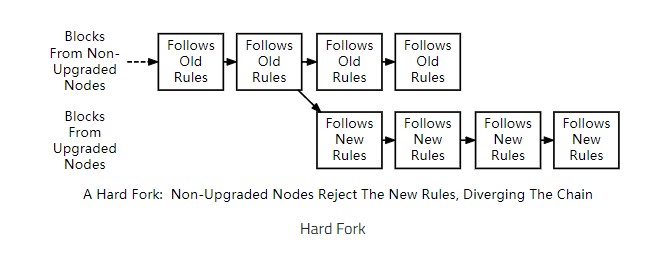 Blocks
From Non-
Upgraded
Nodes
Follows
Old
Rules
Follows
Old
Rules
Follows
Old
Rules
Follows
Old
Rules
Blocks
From
Upgraded
Nodes
Follows
New
Rules
Follows
New
Rules
Follows
New
Rules
Follows
New
Rules
A Hard Fork: Non-Upgraded Nodes Reject The New Rules, Diverging The Chain
Hard Fork